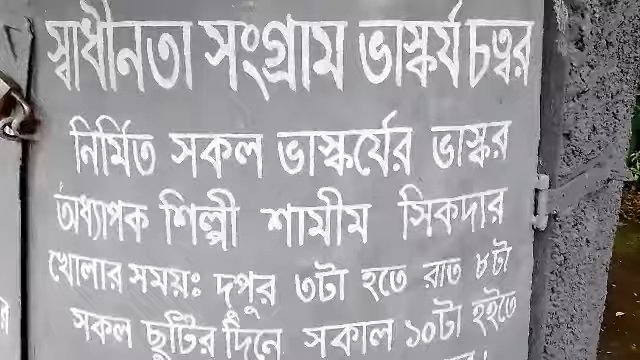 স্বাধীনতা সংগ্রাম ভাস্কর্য চত্বর
নির্মিত সকল ভাস্কর্যের ভাস্কর
অধ্যাপক শিল্পী শামীম সিকদার
খোলার সময়ঃ দুপুর ৩টা হতে রাত ৮টা
সকল ছুটির দিনে সকাল ১০টা হইতে